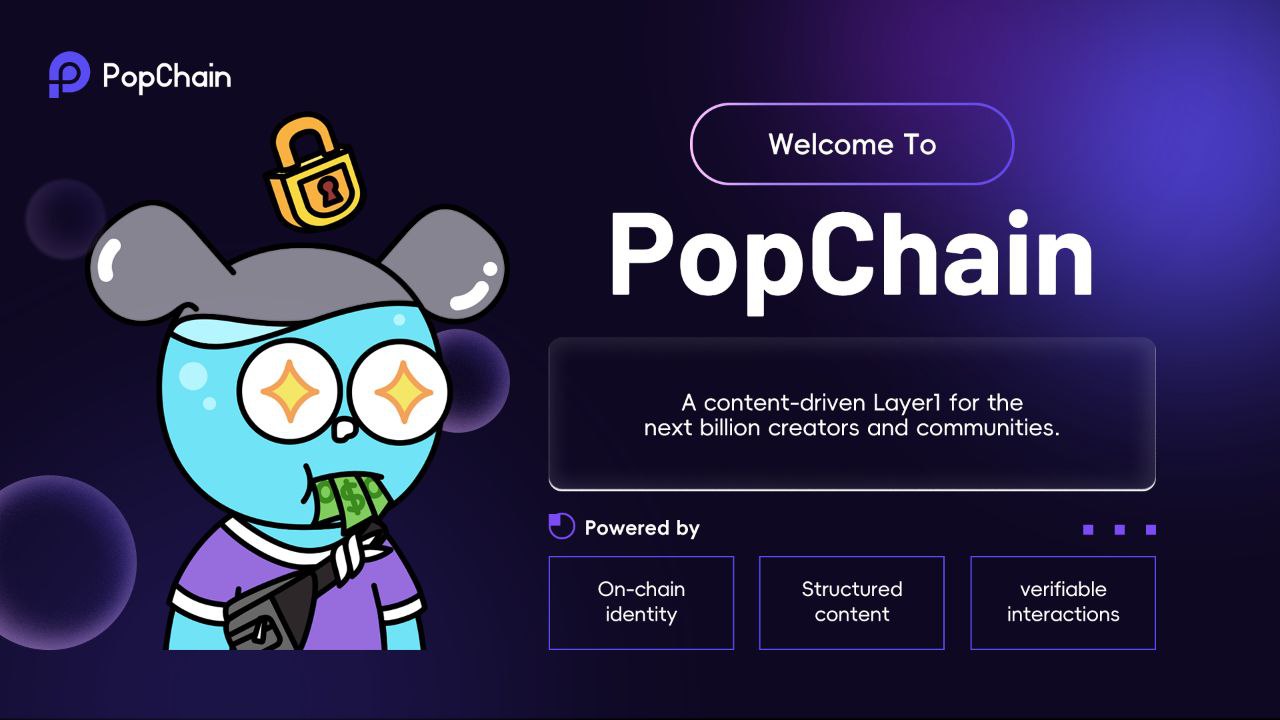 PopChain
Welcome To
PopChain
A content-driven Layer1 for the
next billion creators and communities.
Powered by
On-chain
identity
Structured
content
verifiable
interactions
$